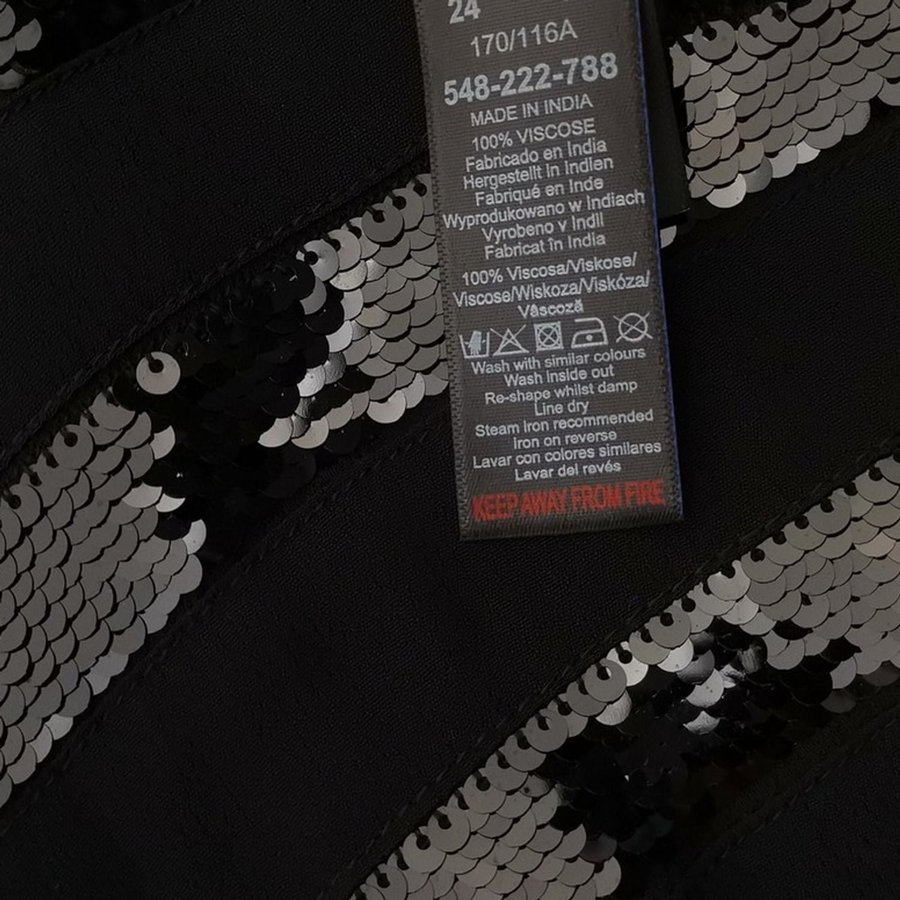 24
170/116A
548-222-788
MADE IN INDIA
100% VISCOSE
Fabricado en India
Hergestellt in Indien
Fabriqué en Inde
Wyprodukowano w Indiach
Vyrobeno v Indii
Fabricat în India
100% Viscosa/Viskose/
Viscose/Wiskoza/Viskóza/
Vâscoză
Wash with similar colours
Wash inside out
Re-shape whilst damp
Line dry
Steam Iron recommended
Iron on reverse
Lavar con colores similares
Lavar del revés
KEEP AWAY FROM FIRE